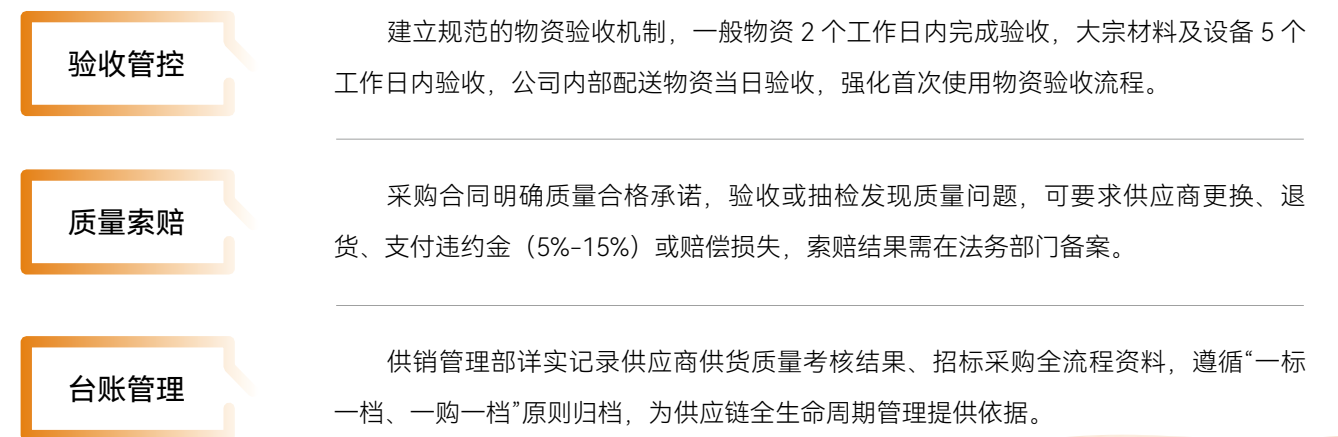 验收管控
建立规范的物资验收机制，一般物资 2 个工作日内完成验收，大宗材料及设备 5 个
工作日内验收，公司内部配送物资当日验收，强化首次使用物资验收流程。
质量索赔
采购合同明确质量合格承诺，验收或抽检发现质量问题，可要求供应商更换、退
货、支付违约金（5%-15%）或赔偿损失，索赔结果需在法务部门备案。
台账管理
供销管理部详实记录供应商供货质量考核结果、招标采购全流程资料，遵循“一标
一档、一购一档”原则归档，为供应链全生命周期管理提供依据。